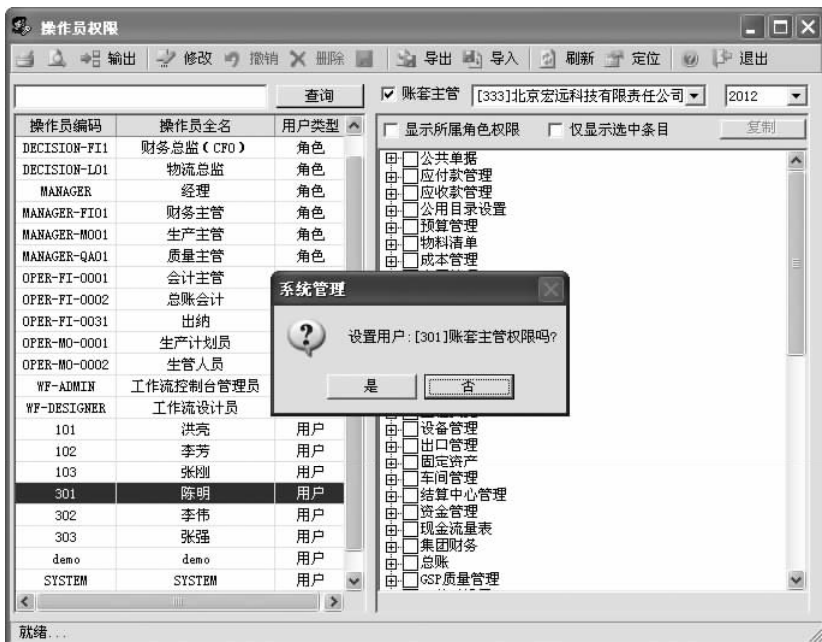 操作员权限
输出 修改 撤销 删除 导出 导入 刷新 定位 退出
查询 账套主管 [333]北京宏远科技有限责任公司 2012
操作员编码 操作员全名 用户类型
显示所属角色权限 仅显示选中条目 复制
DECISION-FI1 财务总监(CFO) 角色
DECISION-LO1 物流总监 角色
MANAGER 经理 角色
MANAGER-FI01 财务主管 角色
MANAGER-MO01 生产主管 角色
MANAGER-QA01 质量主管 角色
OPER-FI-0001 会计主管
OPER-FI-0002 总账会计
OPER-FI-0031 出纳
OPER-MO-0001 生产计划员
OPER-MO-0002 生管人员
WF-ADMIN 工作流控制台管理员
WF-DESIGNER 工作流设计员
101 洪亮 用户
102 李芳 用户
103 张刚 用户
301 陈明 用户
302 李伟 用户
303 张强 用户
demo demo 用户
SYSTEM SYSTEM 用户
公共单据
应付款管理
应收款管理
公用目录设置
预算管理
物料清单
成本管理
系统管理
设置用户:[301]账套主管权限吗?
是 否
设备管理
出口管理
固定资产
车间管理
结算中心管理
资金管理
现金流量表
集团财务
总账
GSP质量管理
就绪...